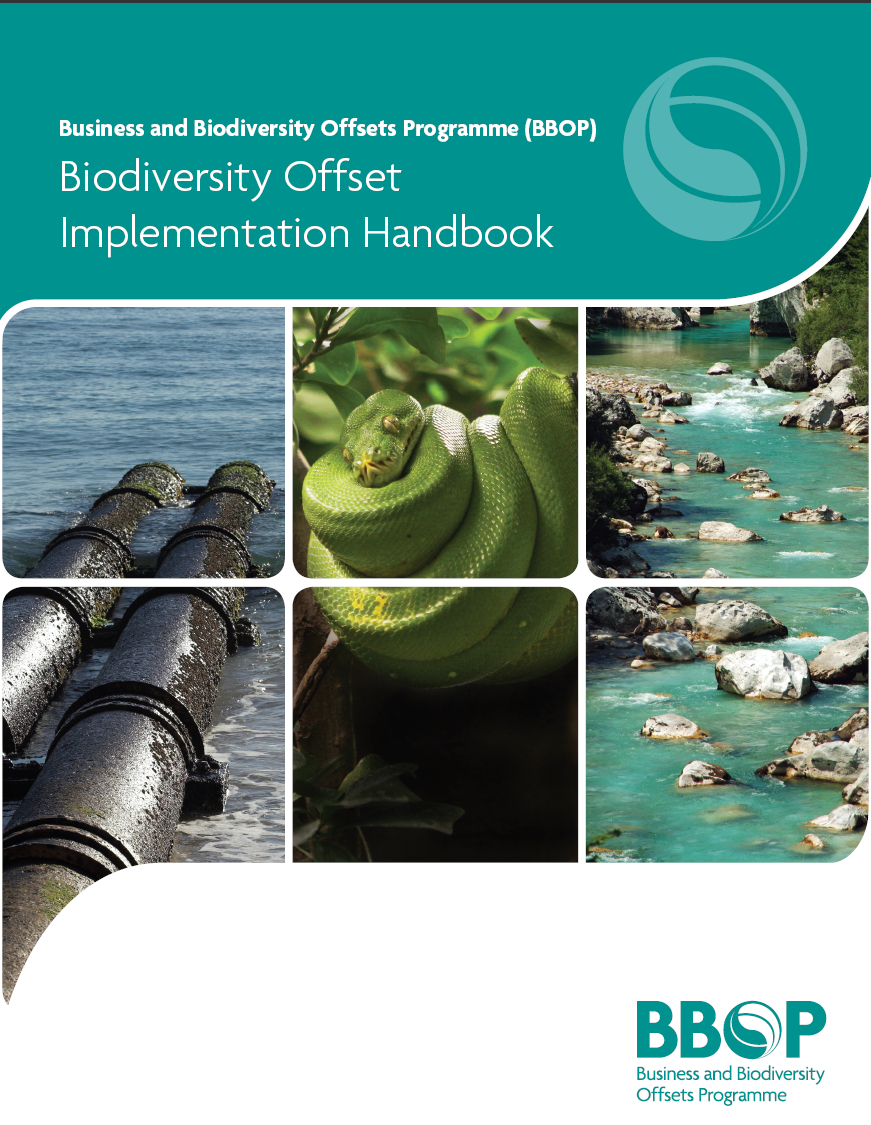 Business and Biodiversity Offsets Programme (BBOP)
Biodiversity Offset
Implementation Handbook
BBOP
Business and Biodiversity
Offsets Programme